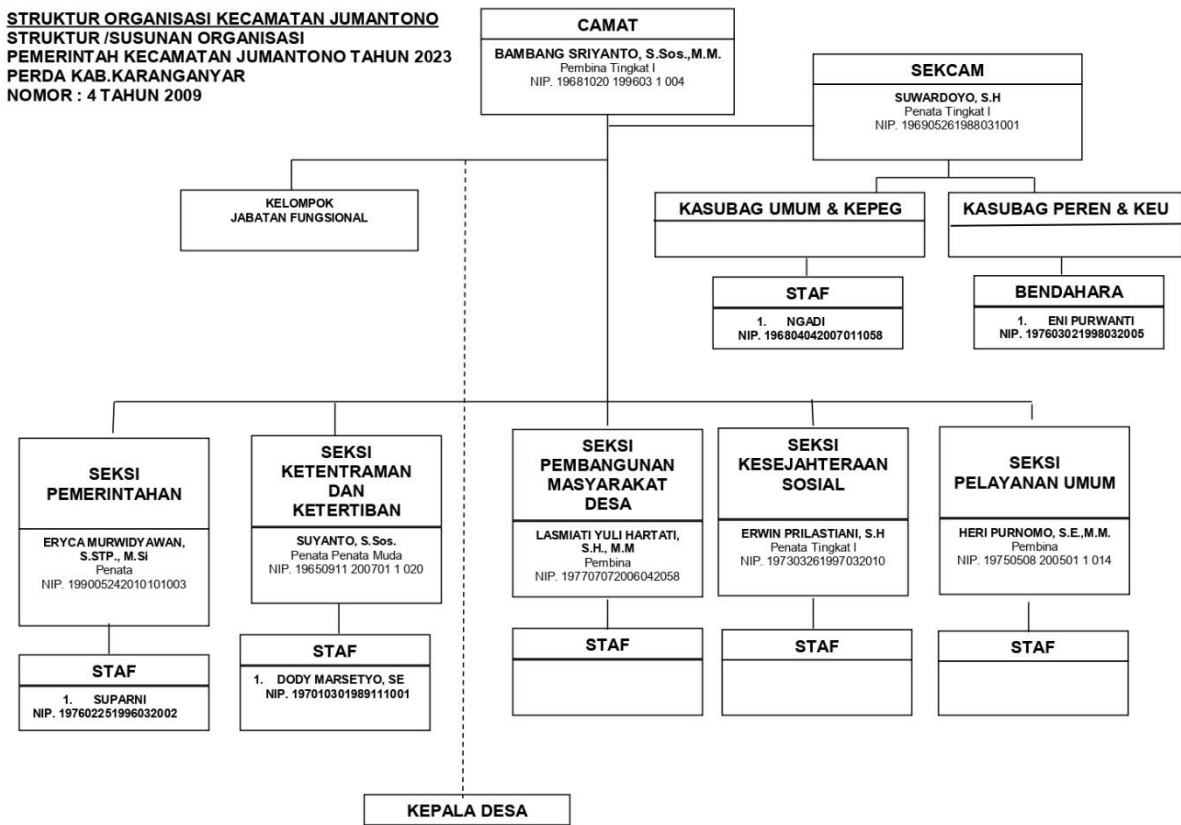 STRUKTUR ORGANISASI KECAMATAN JUMANTONO
STRUKTUR /SUSUNAN ORGANISASI
PEMERINTAH KECAMATAN JUMANTONO TAHUN 2023
PERDA KAB.KARANGANYAR
NOMOR : 4 TAHUN 2009
CAMAT
BAMBANG SRIYANTO, S.Sos.,M.M.
Pembina Tingkat I
NIP. 19681020 199603 1 004
SEKCAM
SUWARDOYO, S.H
Penata Tingkat I
NIP. 196905261988031001
KELOMPOK
JABATAN FUNGSIONAL
KASUBAG UMUM & KEPEG
KASUBAG PEREN & KEU
STAF
1. NGADI
NIP. 196804042007011058
BENDAHARA
1. ENI PURWANTI
NIP. 197603021998032005
SEKSI
PEMERINTAHAN
ERYCA MURWIDYAWAN,
S.STP., M.Si
Penata
NIP. 199005242010101003
STAF
1. SUPARNI
NIP. 197602251996032002
SEKSI
KETENTRAMAN
DAN
KETERTIBAN
SUYANTO, S.Sos.
Penata Penata Muda
NIP. 19650911 200701 1 020
STAF
1. DODY MARSETYO, SE
NIP. 197010301989111001
SEKSI
PEMBANGUNAN
MASYARAKAT
DESA
LASMIATI YULI HARTATI,
S.H., M.M
Pembina
NIP. 197707072006042058
STAF
SEKSI
KESEJAHTERAAN
SOSIAL
ERWIN PRILASTIANI, S.H
Penata Tingkat I
NIP. 197303261997032010
STAF
SEKSI
PELAYANAN UMUM
HERI PURNOMO, S.E.,M.M.
Pembina
NIP. 19750508 200501 1 014
STAF
KEPALA DESA